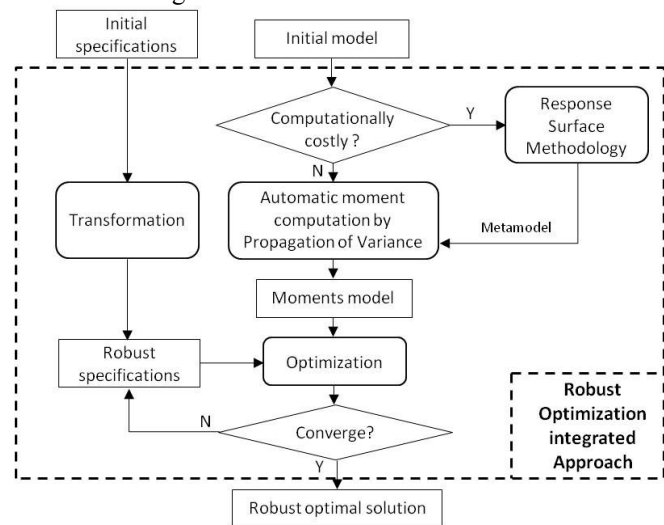 Initial
specifications
Initial model
Computationally
costly ?
Y
Response
Surface
Methodology
N
Transformation
Automatic moment
computation by
Propagation of Variance
Metamodel
Moments model
Robust
specifications
Optimization
Robust
Optimization
integrated
Approach
N
Converge?
Y
Robust optimal solution